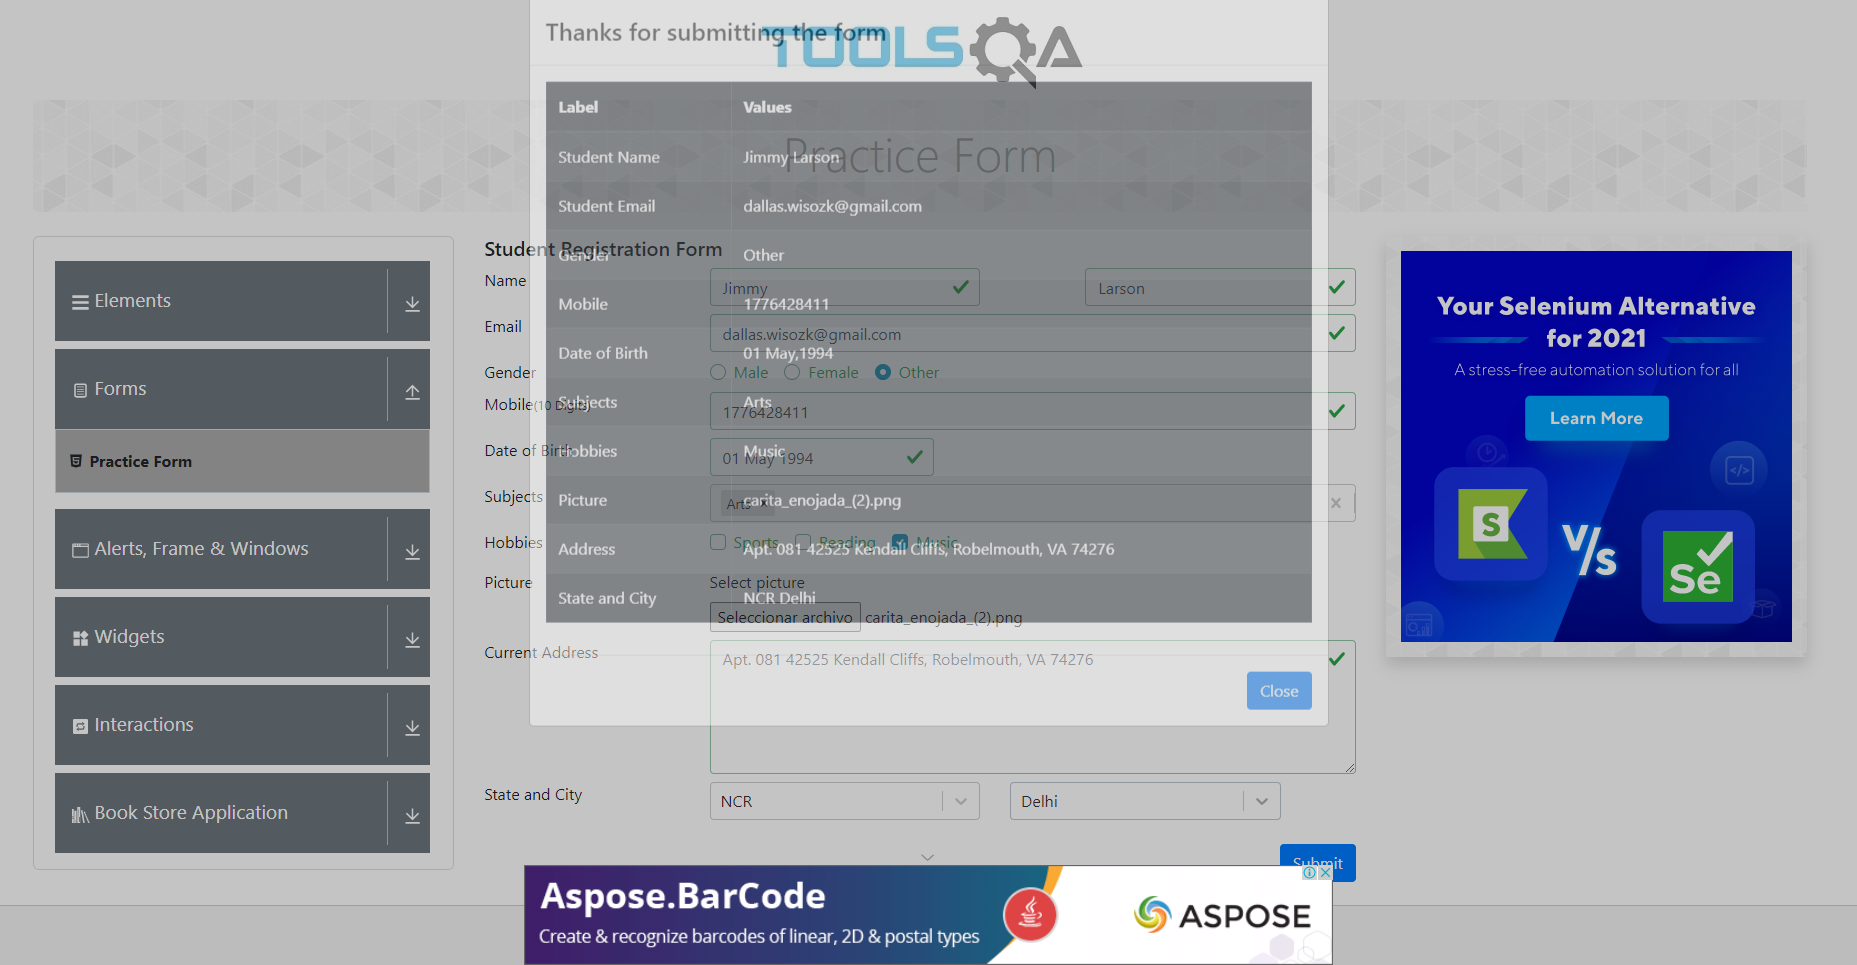 Thanks for submitting the form
TOOLSQA
Label Values
Student Name Jimmy Larson
Student Email dallas.wisozk@gmail.com
Gender Other
Mobile 1776428411
Date of Birth 01 May,1994
Subjects Arts
Hobbies Music
Picture carita_enojada_(2).png
Address Apt. 081 42525 Kendall Cliffs, Robelmouth, VA 74276
State and City NCR Delhi
Close
Practice Form
Elements
Forms
Practice Form
Alerts, Frame & Windows
Widgets
Interactions
Book Store Application
Student Registration Form
Name Jimmy Larson
Email dallas.wisozk@gmail.com
Gender Male Female Other
Mobile(10 Digits) 1776428411
Date of Birth 01 May 1994
Subjects Arts
Hobbies Sports Reading Music
Picture Select picture
Seleccionar archivo carita_enojada_(2).png
Current Address Apt. 081 42525 Kendall Cliffs, Robelmouth, VA 74276
State and City NCR Delhi
Submit
Your Selenium Alternative
for 2021
A stress-free automation solution for all
Learn More
S
V/S
Se
Aspose.BarCode
Create & recognize barcodes of linear, 2D & postal types
ASPOSE